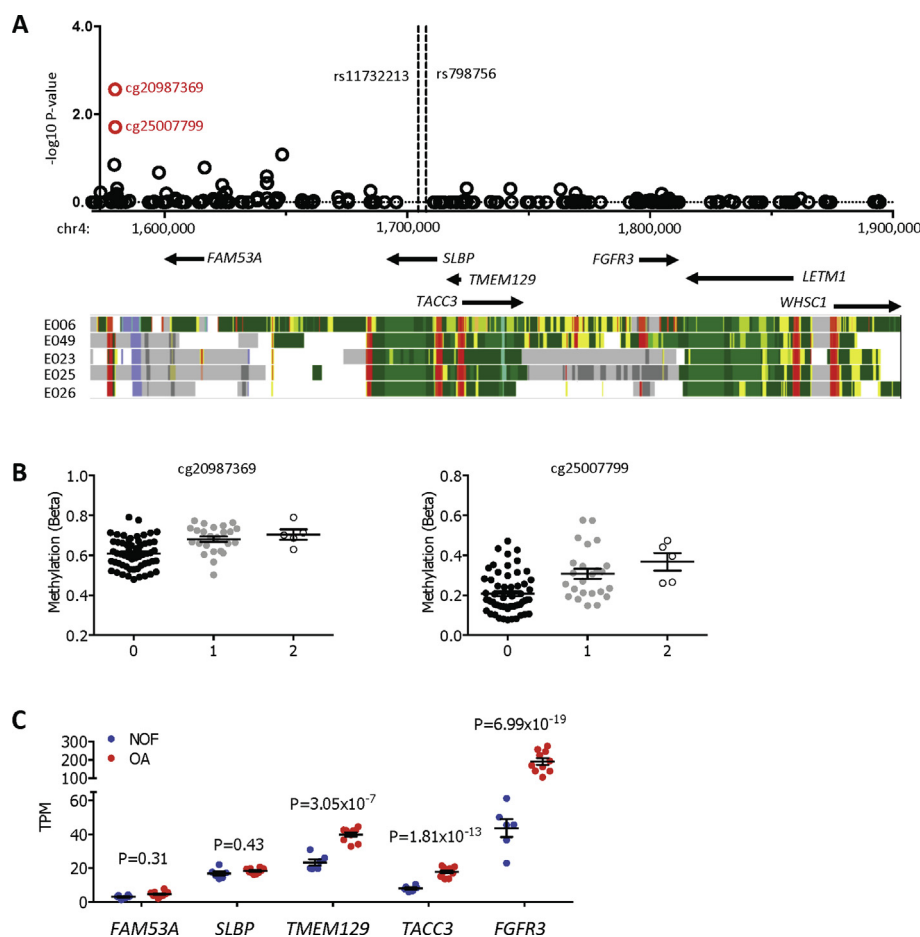 A
-log10 P-value
4.0
2.0
0.
cg20987369
cg25007799
rs11732213
rs798756
chr4:
1,600,000
1,700,000
1,800,000
1,900,000
FAM53A
SLBP
FGFR3
LETM1
TMEM129
TACC3
WHSC1
E006
E049
E023
E025
E026
B
cg20987369
Methylation (Beta)
1.0
0.8
0.6
0.4
0.2
0 1 2
cg25007799
Methylation (Beta)
0.8
0.6
0.4
0.2
0.0
0 1 2
C
NOF
OA
TPM
300
200
100
60
40
20
0
P=0.31
P=0.43
P=3.05x10-7
P=1.81x10-13
P=6.99x10-19
FAM53A SLBP TMEM129 TACC3 FGFR3